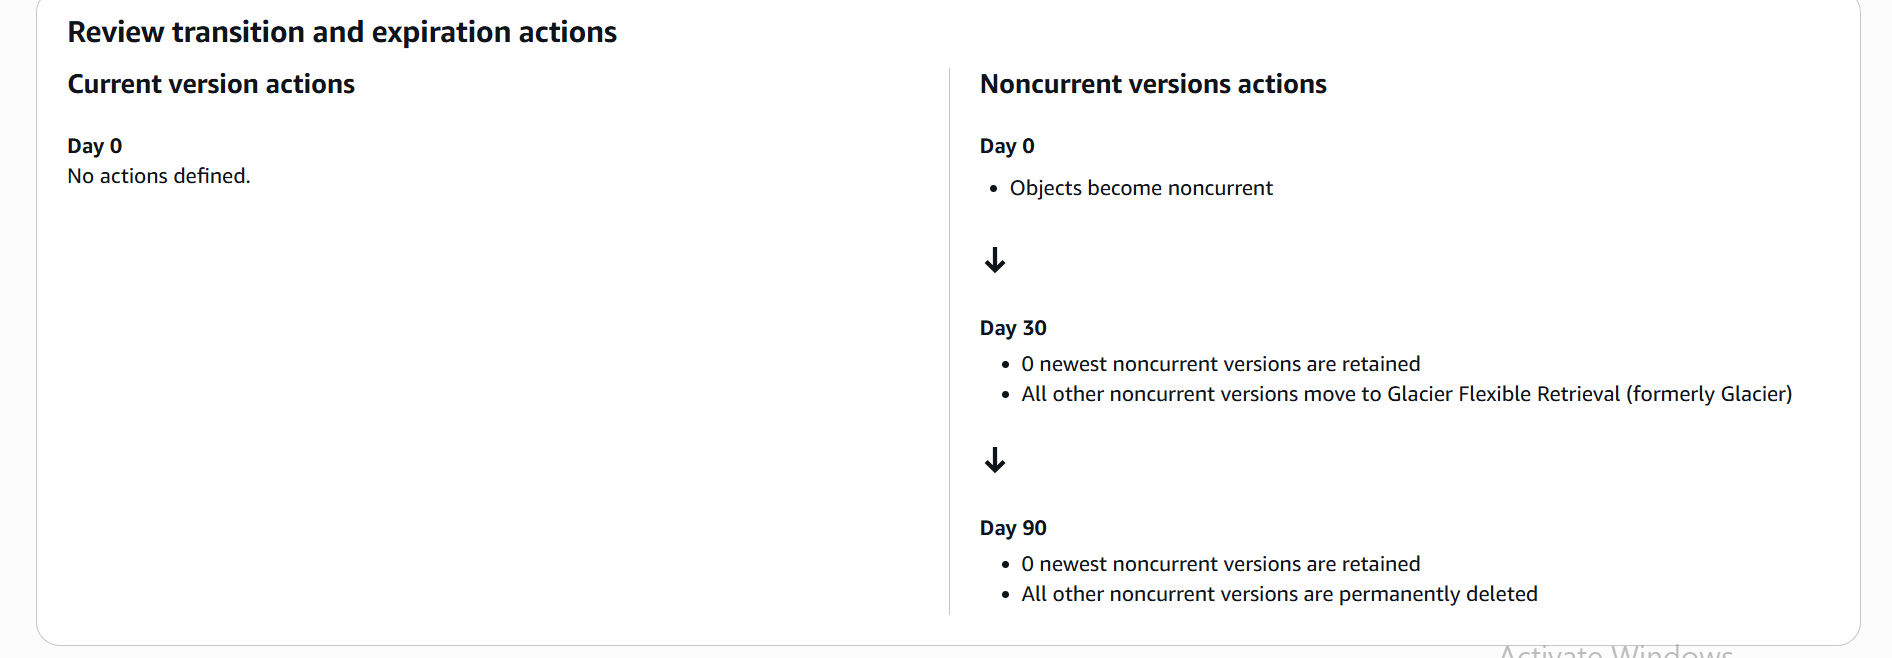 Review transition and expiration actions
Current version actions
Day 0
No actions defined.
Noncurrent versions actions
Day 0
Objects become noncurrent
Day 30
0 newest noncurrent versions are retained
All other noncurrent versions move to Glacier Flexible Retrieval (formerly Glacier)
Day 90
0 newest noncurrent versions are retained
All other noncurrent versions are permanently deleted
Activate Windows